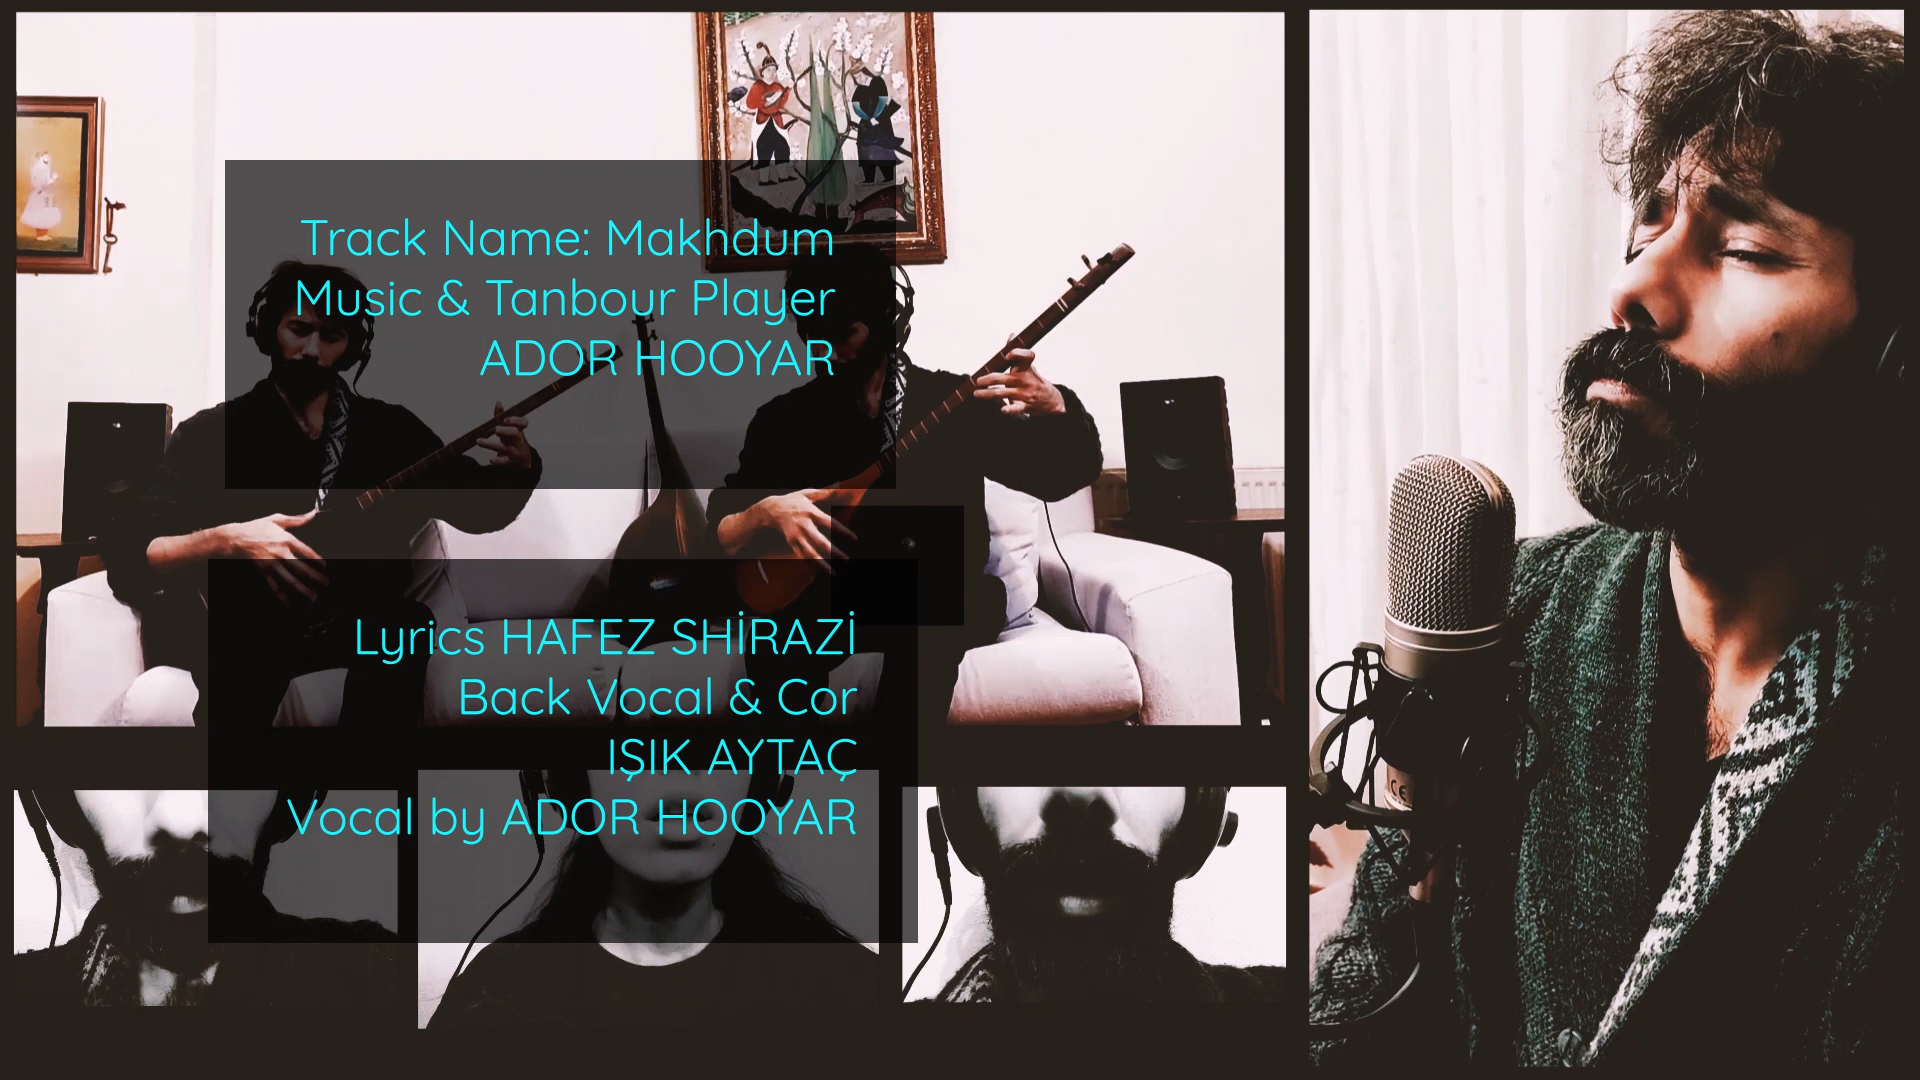 Track Name: Makhdum
Music & Tanbour Player
ADOR HOOYAR
Lyrics HAFEZ SHİRAZİ
Back Vocal & Cor
IŞIK AYTAÇ
Vocal by ADOR HOOYAR
CE